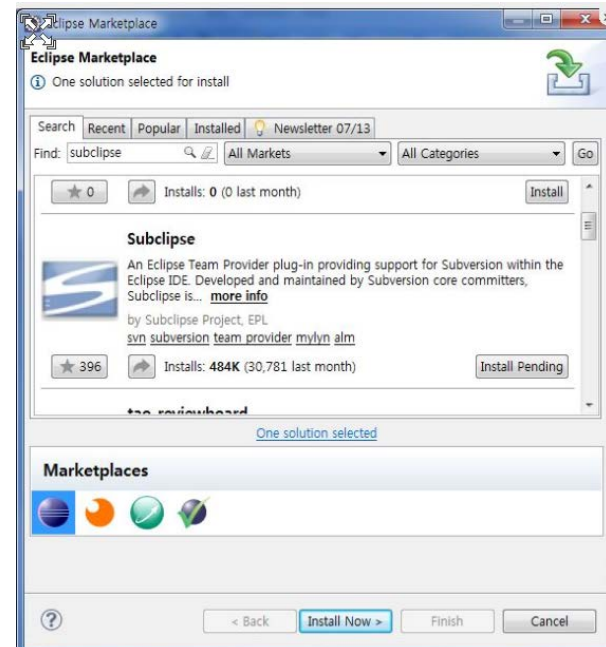 Eclipse Marketplace
Eclipse Marketplace
One solution selected for install
Search Recent Popular Installed Newsletter 07/13
Find: subclipse All Markets All Categories Go
0 Installs: 0 (0 last month) Install
Subclipse
An Eclipse Team Provider plug-in providing support for Subversion within the
Eclipse IDE. Developed and maintained by Subversion core committers,
Subclipse is... more info
by Subclipse Project, EPL
svn subversion team provider mylyn alm
396 Installs: 484K (30,781 last month) Install Pending
tao_reviewboard
One solution selected
Marketplaces
? < Back Install Now > Finish Cancel